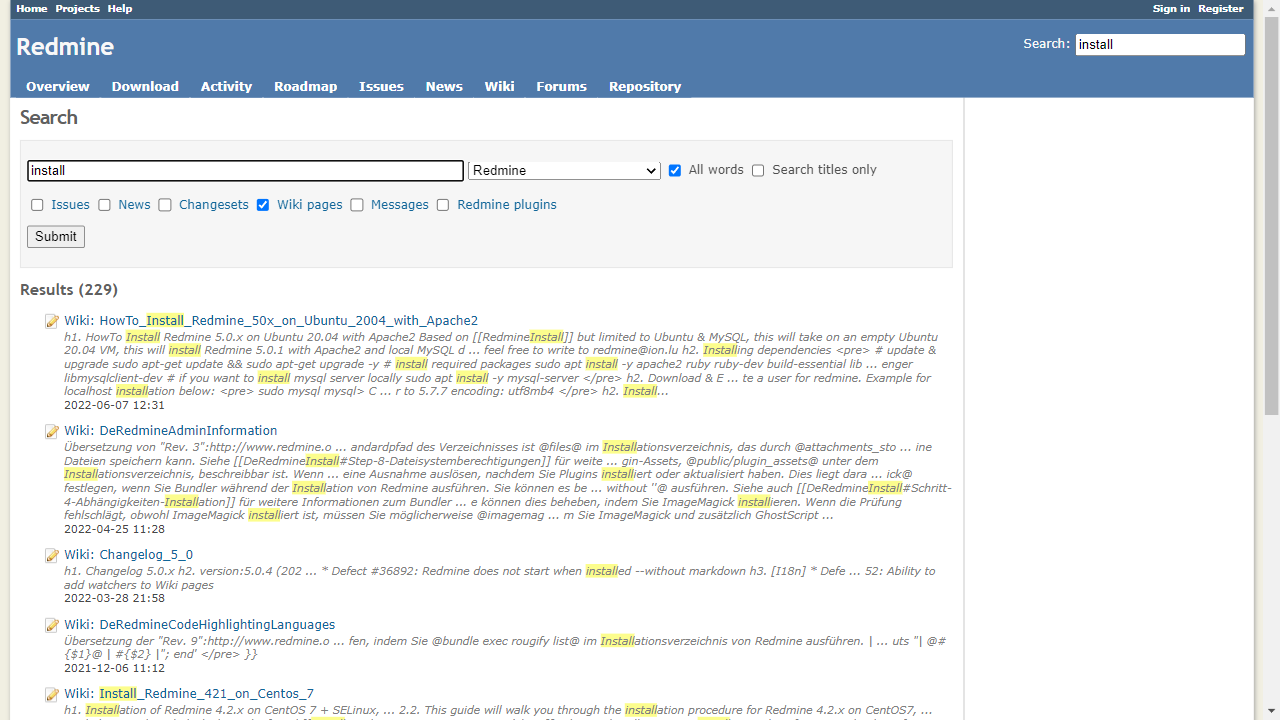 Home Projects Help Sign in Register
Redmine Search: install
Overview Download Activity Roadmap Issues News Wiki Forums Repository
Search
install Redmine All words Search titles only
Issues News Changesets Wiki pages Messages Redmine plugins
Submit
Results (229)
Wiki: HowTo_Install_Redmine_50x_on_Ubuntu_2004_with_Apache2
h1. HowTo Install Redmine 5.0.x on Ubuntu 20.04 with Apache2 Based on [[RedmineInstall]] but limited to Ubuntu & MySQL, this will take on an empty Ubuntu
20.04 VM, this will install Redmine 5.0.1 with Apache2 and local MySQL d ... feel free to write to redmine@ion.lu h2. Installing dependencies <pre> # update &
upgrade sudo apt-get update && sudo apt-get upgrade -y # install required packages sudo apt install -y apache2 ruby ruby-dev build-essential lib ... enger
libmysqlclient-dev # if you want to install mysql server locally sudo apt install -y mysql-server </pre> h2. Download & E ... te a user for redmine. Example for
localhost installation below: <pre> sudo mysql mysql> C ... r to 5.7.7 encoding: utf8mb4 </pre> h2. Install...
2022-06-07 12:31
Wiki: DeRedmineAdminInformation
Übersetzung von "Rev. 3":http://www.redmine.o ... andardpfad des Verzeichnisses ist @files@ im Installationsverzeichnis, das durch @attachments_sto ... ine
Dateien speichern kann. Siehe [[DeRedmineInstall#Step-8-Dateisystemberechtigungen]] für weite ... gin-Assets, @public/plugin_assets@ unter dem
Installationsverzeichnis, beschreibbar ist. Wenn ... eine Ausnahme auslösen, nachdem Sie Plugins installiert oder aktualisiert haben. Dies liegt dara ... ick@
festlegen, wenn Sie Bundler während der Installation von Redmine ausführen. Sie können es be ... without ''@ ausführen. Siehe auch [[DeRedmineInstall#Schritt-
4-Abhängigkeiten-Installation]] für weitere Informationen zum Bundler ... e können dies beheben, indem Sie ImageMagick installieren. Wenn die Prüfung
fehlschlägt, obwohl ImageMagick installiert ist, müssen Sie möglicherweise @imagemag ... m Sie ImageMagick und zusätzlich GhostScript ...
2022-04-25 11:28
Wiki: Changelog_5_0
h1. Changelog 5.0.x h2. version:5.0.4 (202 ... * Defect #36892: Redmine does not start when installed --without markdown h3. [I18n] * Defe ... 52: Ability to
add watchers to Wiki pages
2022-03-28 21:58
Wiki: DeRedmineCodeHighlightingLanguages
Übersetzung der "Rev. 9":http://www.redmine.o ... fen, indem Sie @bundle exec rougify list@ im Installationsverzeichnis von Redmine ausführen. | ... uts "| @#
{$1}@ | #{$2} |"; end' </pre> }}
2021-12-06 11:12
Wiki: Install_Redmine_421_on_Centos_7
h1. Installation of Redmine 4.2.x on CentOS 7 + SELinux, ... 2.2. This guide will walk you through the installation procedure for Redmine 4.2.x on CentOS7, ...